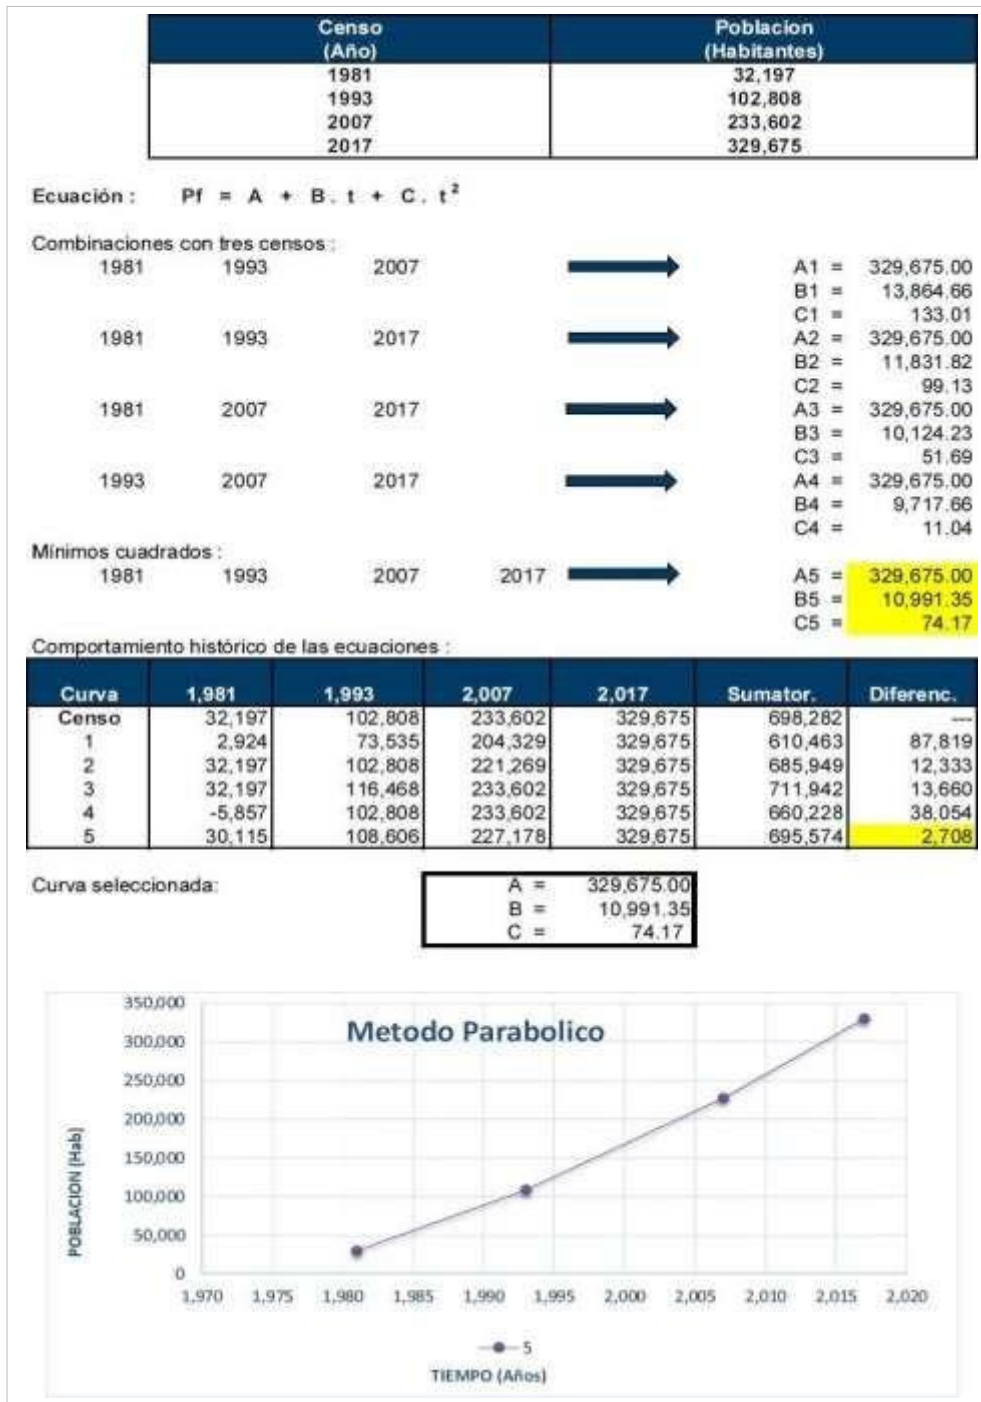 Censo Poblacion
(Año) (Habitantes)
1981 32,197
1993 102,808
2007 233,602
2017 329,675
Ecuación : Pf = A + B . t + C . t²
Combinaciones con tres censos :
1981 1993 2007 A1 = 329,675.00
B1 = 13,864.66
C1 = 133.01
1981 1993 2017 A2 = 329,675.00
B2 = 11,831.82
C2 = 99.13
1981 2007 2017 A3 = 329,675.00
B3 = 10,124.23
C3 = 51.69
1993 2007 2017 A4 = 329,675.00
B4 = 9,717.66
C4 = 11.04
Mínimos cuadrados :
1981 1993 2007 2017 A5 = 329,675.00
B5 = 10,991.35
C5 = 74.17
Comportamiento histórico de las ecuaciones :
Curva 1,981 1,993 2,007 2,017 Sumator. Diferenc.
Censo 32,197 102,808 233,602 329,675 698,282 ---
1 2,924 73,535 204,329 329,675 610,463 87,819
2 32,197 102,808 221,269 329,675 685,949 12,333
3 32,197 116,468 233,602 329,675 711,942 13,660
4 -5,857 102,808 233,602 329,675 660,228 38,054
5 30,115 108,606 227,178 329,675 695,574 2,708
Curva seleccionada: A = 329,675.00
B = 10,991.35
C = 74.17
Metodo Parabolico
350,000
300,000
250,000
200,000
150,000
100,000
50,000
0
POBLACION (Hab)
1,970 1,975 1,980 1,985 1,990 1,995 2,000 2,005 2,010 2,015 2,020
5
TIEMPO (Años)